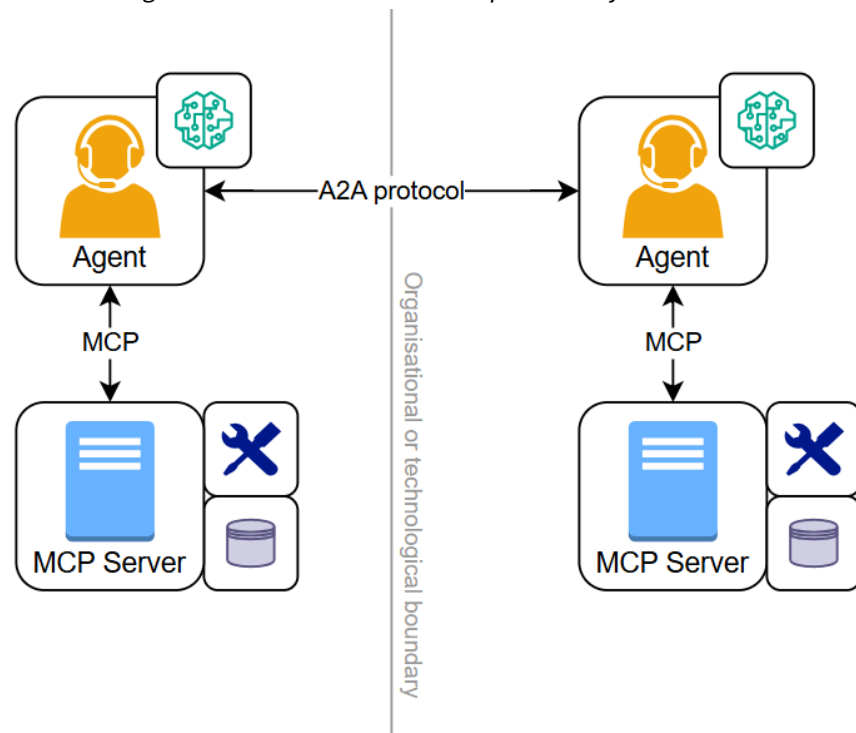 A2A protocol
Agent
Agent
MCP
MCP
Organisational or technological boundary
MCP Server
MCP Server